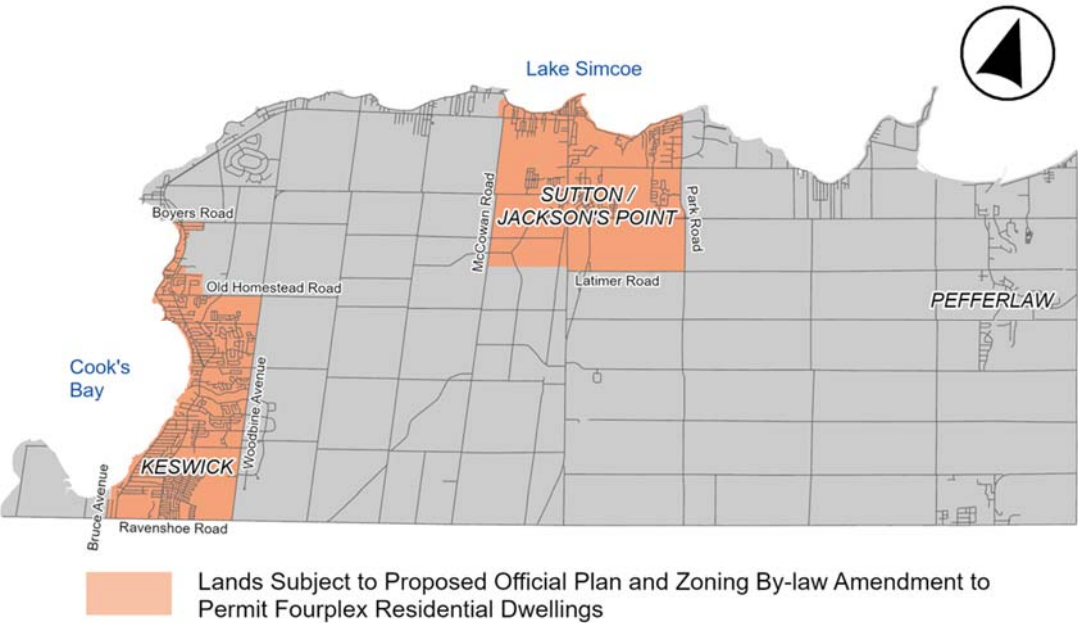 Lake Simcoe
Boyers Road
McCowan Road
SUTTON /
JACKSON'S POINT
Park Road
Old Homestead Road
Latimer Road
PEFFERLAW
Cook's
Bay
Woodbine Avenue
KESWICK
Bruce Avenue
Ravenshoe Road
Lands Subject to Proposed Official Plan and Zoning By-law Amendment to
Permit Fourplex Residential Dwellings